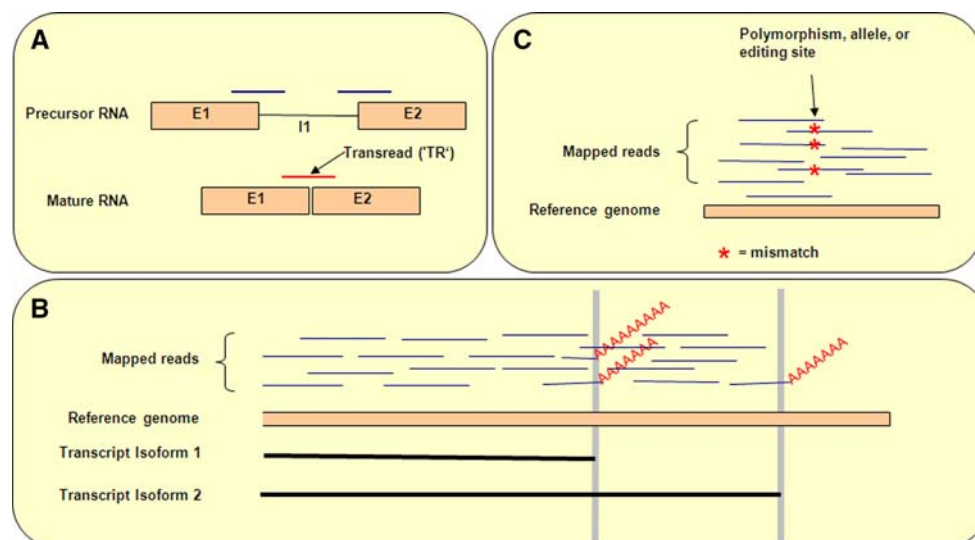 A
Precursor RNA
E1
I1
E2
Transread ('TR')
Mature RNA
E1
E2
C
Polymorphism, allele, or
editing site
Mapped reads
*
*
*
Reference genome
* = mismatch
B
Mapped reads
AAAAAAAAA
AAAAAAA
AAAAAAA
Reference genome
Transcript Isoform 1
Transcript Isoform 2